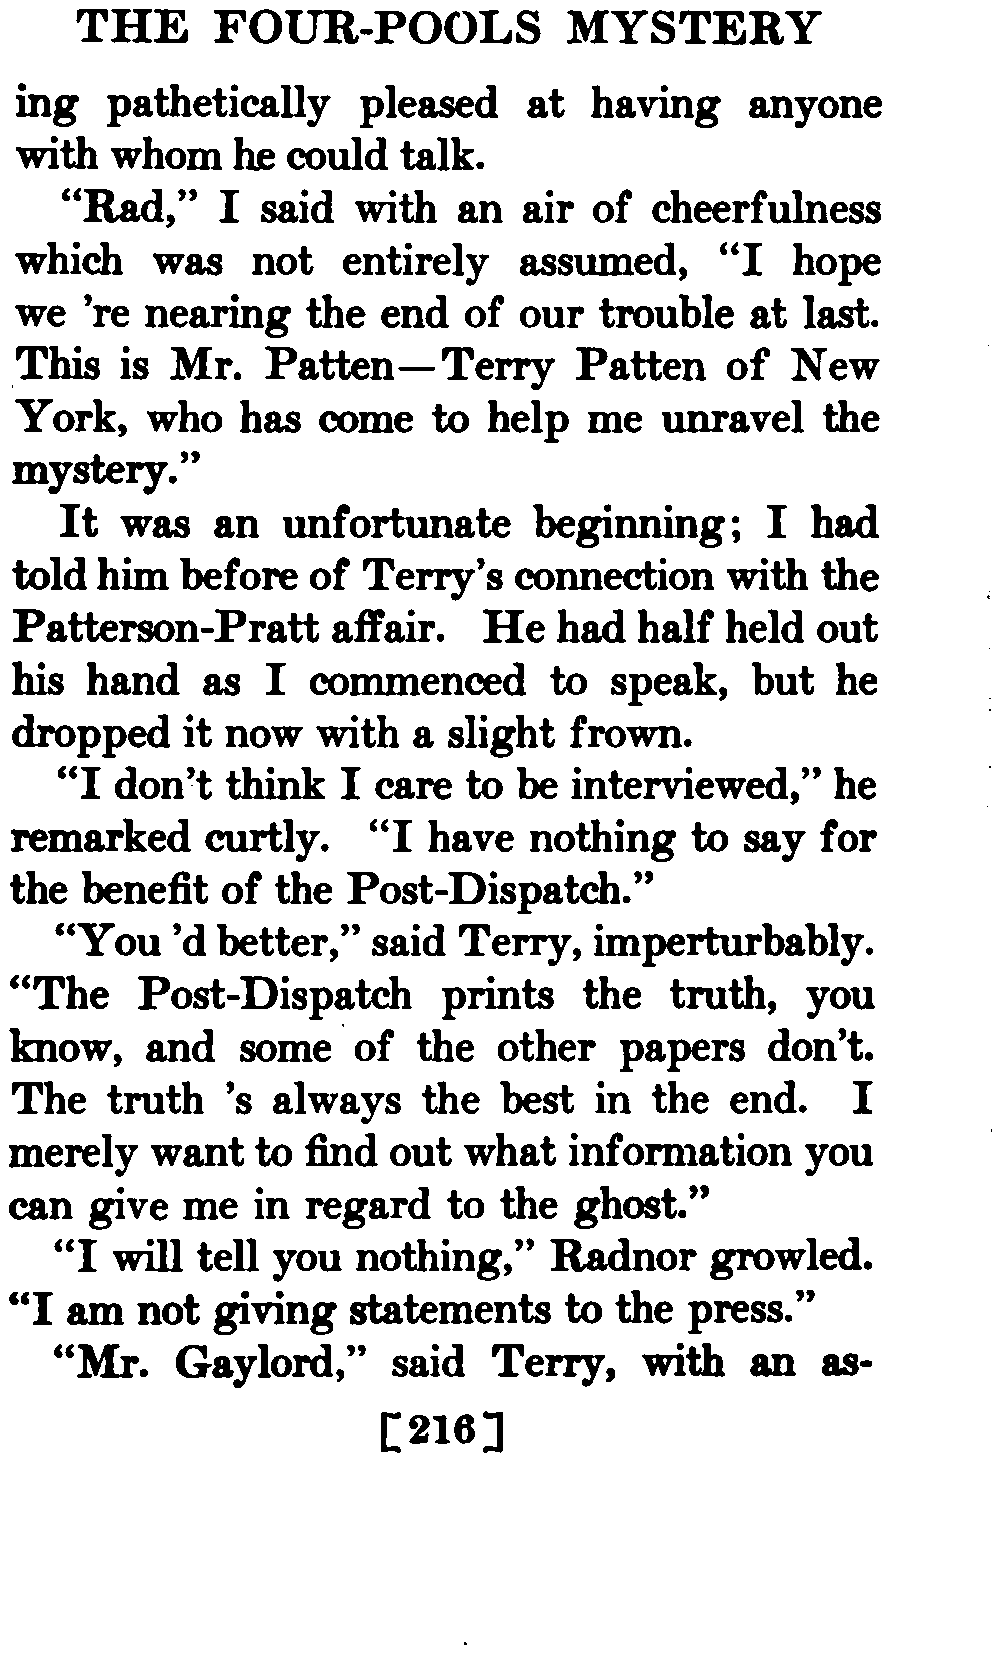 THE FOUR-POOLS MYSTERY
ing pathetically pleased at having anyone
with whom he could talk.
“Rad,” I said with an air of cheerfulness
which was not entirely assumed, “I hope
we ’re nearing the end of our trouble at last.
This is Mr. Patten—Terry Patten of New
York, who has come to help me unravel the
mystery.”
It was an unfortunate beginning; I had
told him before of Terry’s connection with the
Patterson-Pratt affair. He had half held out
his hand as I commenced to speak, but he
dropped it now with a slight frown.
“I don’t think I care to be interviewed,” he
remarked curtly. “I have nothing to say for
the benefit of the Post-Dispatch.”
“You ’d better,” said Terry, imperturbably.
“The Post-Dispatch prints the truth, you
know, and some of the other papers don’t.
The truth ’s always the best in the end. I
merely want to find out what information you
can give me in regard to the ghost.”
“I will tell you nothing,” Radnor growled.
“I am not giving statements to the press.”
“Mr. Gaylord,” said Terry, with an as-
[216]